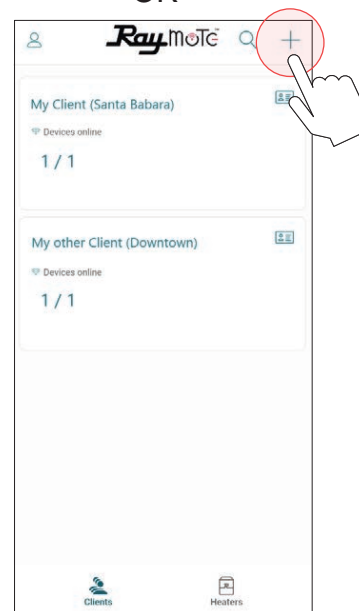 OR
RaymoTe
My Client (Santa Babara)
Devices online
1 / 1
My other Client (Downtown)
Devices online
1 / 1
Clients
Heaters